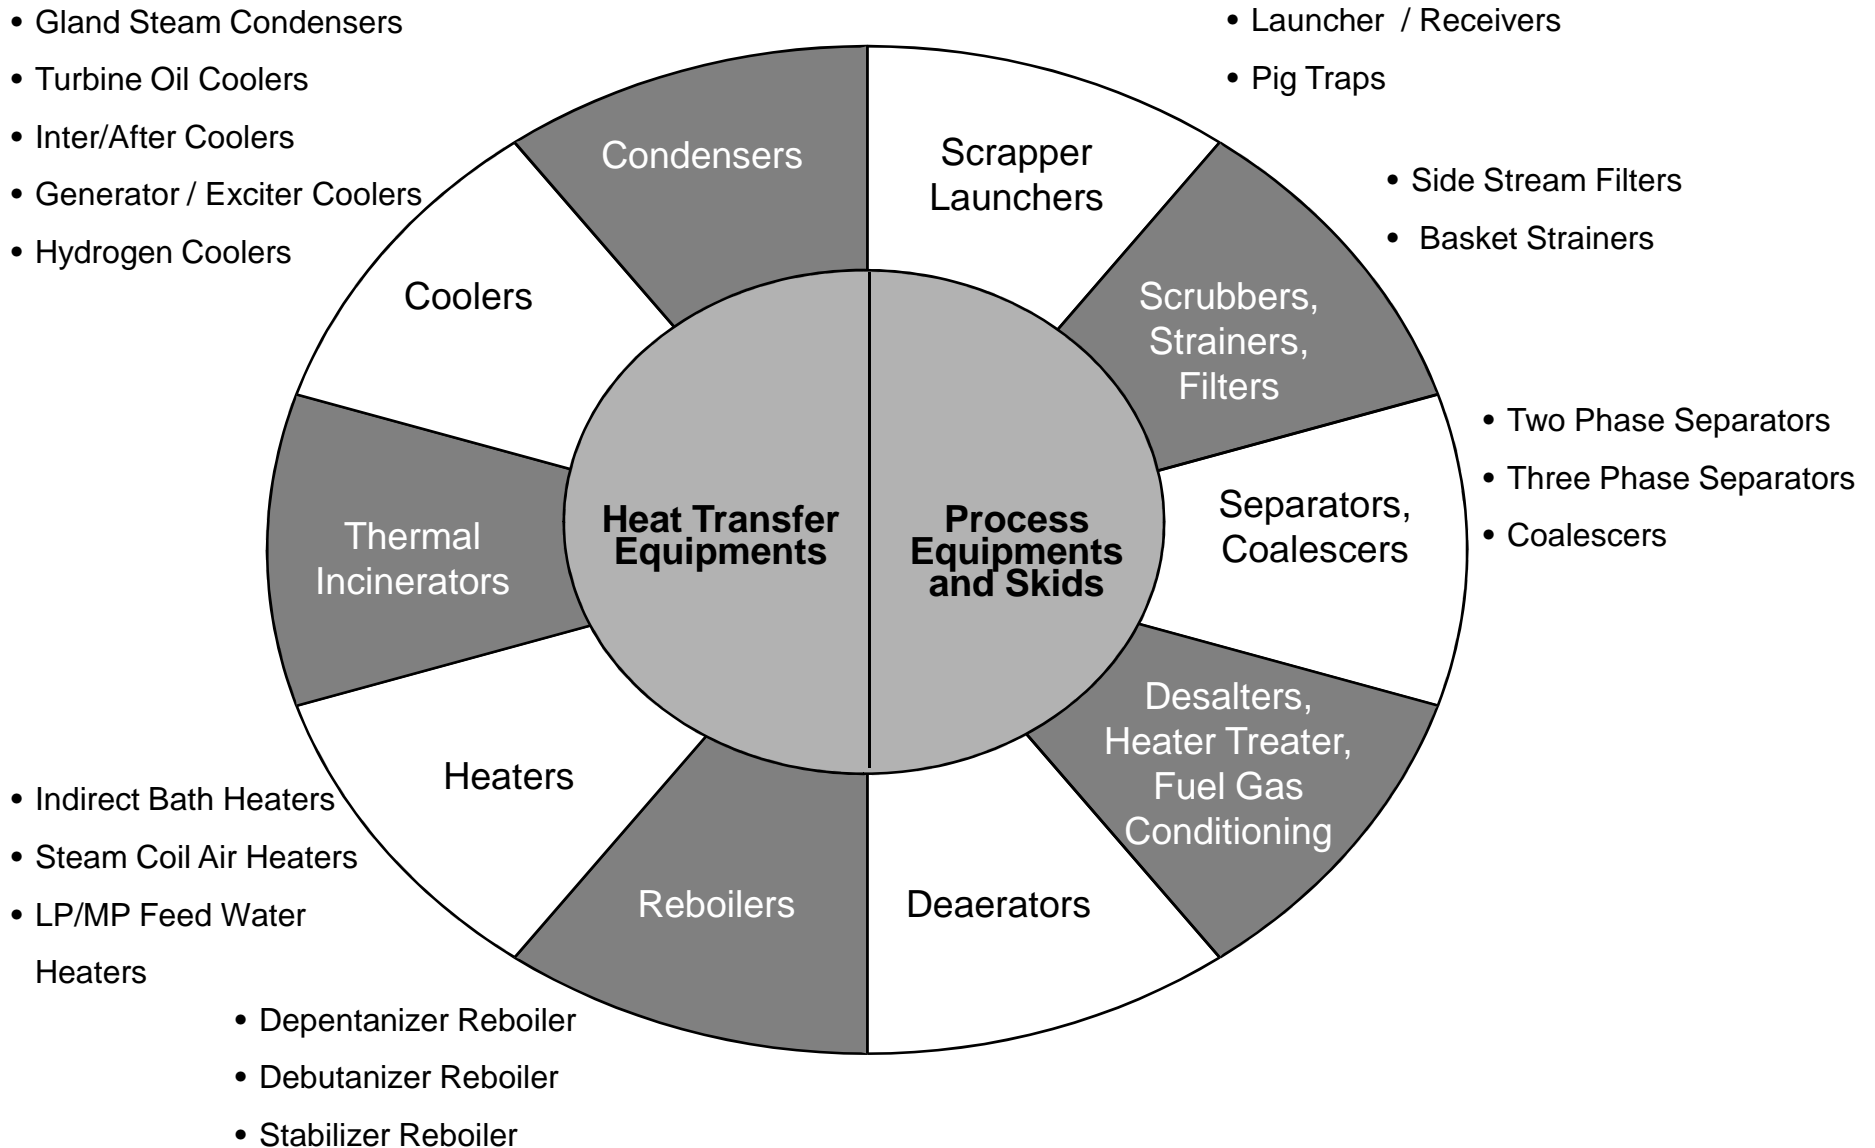 • Gland Steam Condensers
• Turbine Oil Coolers
• Inter/After Coolers
• Generator / Exciter Coolers
• Hydrogen Coolers
• Launcher / Receivers
• Pig Traps
• Side Stream Filters
• Basket Strainers
• Two Phase Separators
• Three Phase Separators
• Coalescers
Condensers
Scrapper
Launchers
Coolers
Scrubbers,
Strainers,
Filters
Thermal
Incinerators
Heat Transfer
Equipments
Process
Equipments
and Skids
Separators,
Coalescers
Heaters
Desalters,
Heater Treater,
Fuel Gas
Conditioning
Reboilers
Deaerators
• Indirect Bath Heaters
• Steam Coil Air Heaters
• LP/MP Feed Water
Heaters
• Depentanizer Reboiler
• Debutanizer Reboiler
• Stabilizer Reboiler